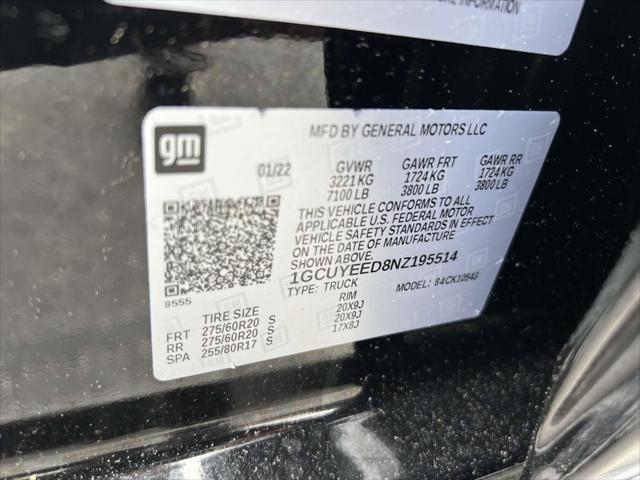 INFORMATION
gm
MFD BY GENERAL MOTORS LLC
01/22
GVWR GAWR FRT GAWR RR
3221 KG 1724 KG 1724 KG
7100 LB 3800 LB 3800 LB
THIS VEHICLE CONFORMS TO ALL
APPLICABLE U.S. FEDERAL MOTOR
VEHICLE SAFETY STANDARDS IN EFFECT
ON THE DATE OF MANUFACTURE
SHOWN ABOVE.
1GCUYEED8NZ195514
TYPE: TRUCK MODEL: 84CK10543
8555
TIRE SIZE RIM
FRT 275/60R20 S 20X9J
RR 275/60R20 S 20X9J
SPA 255/80R17 S 17X8J